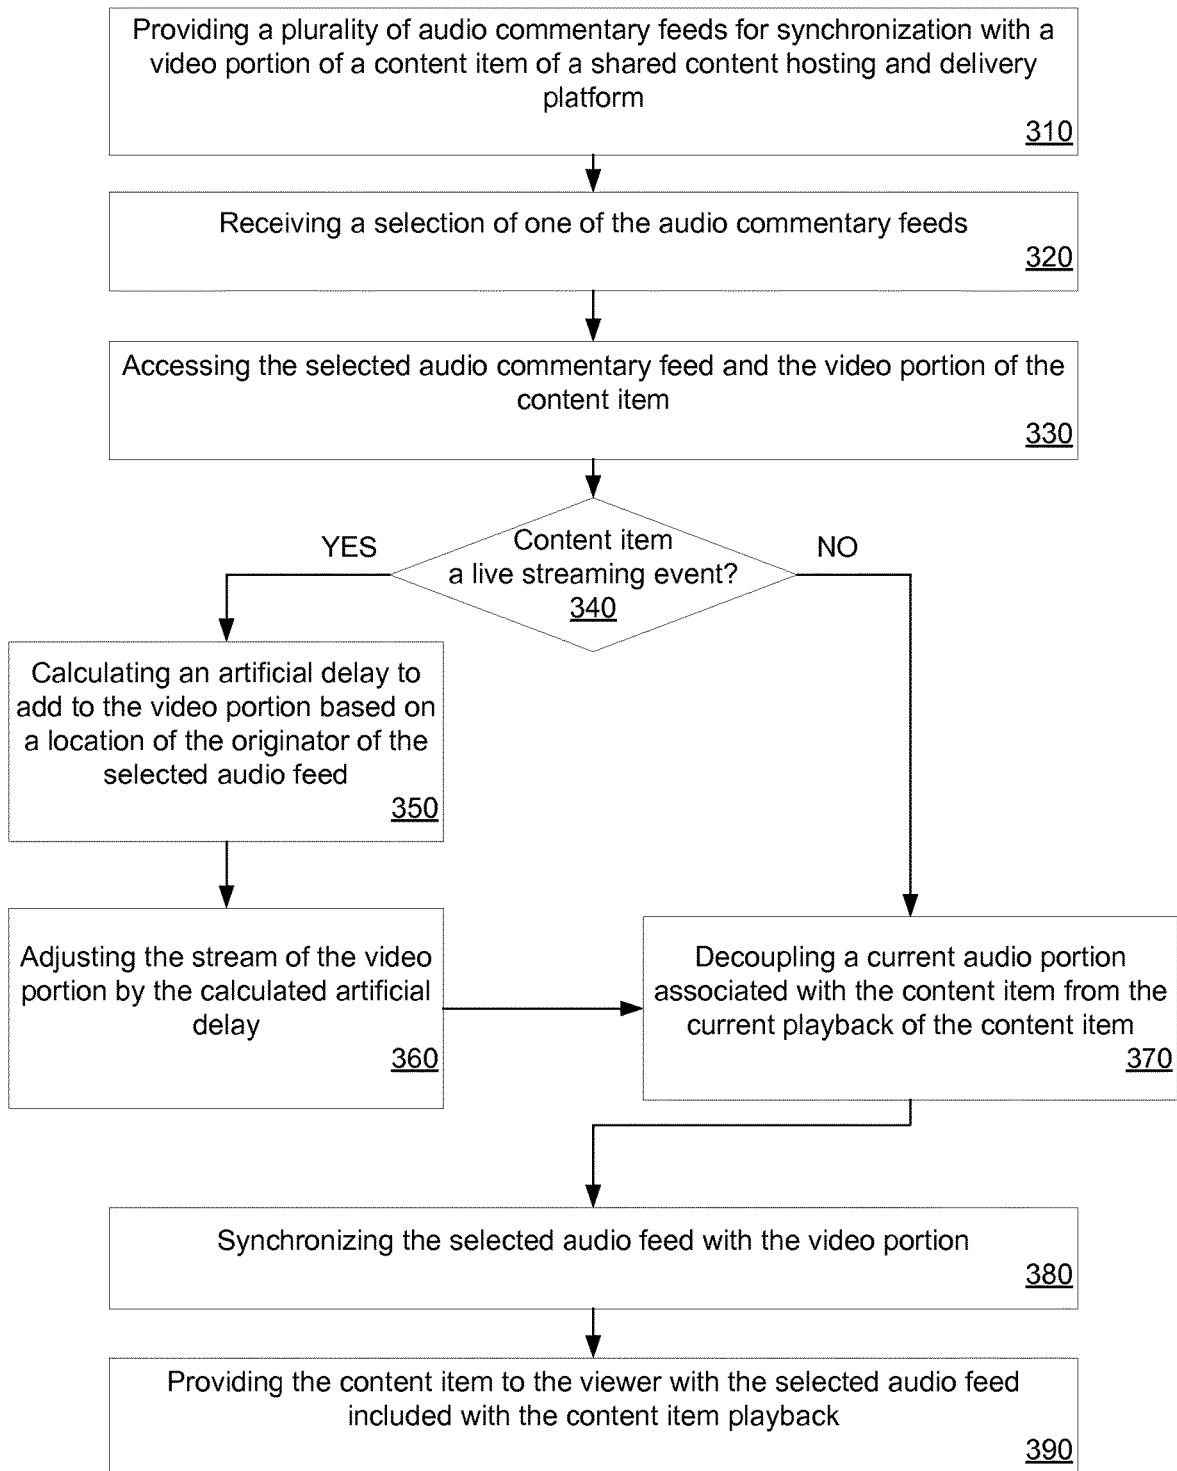 Providing a plurality of audio commentary feeds for synchronization with a
video portion of a content item of a shared content hosting and delivery
platform
310
Receiving a selection of one of the audio commentary feeds
320
Accessing the selected audio commentary feed and the video portion of the
content item
330
YES
Content item
a live streaming event?
340
NO
Calculating an artificial delay to
add to the video portion based on
a location of the originator of the
selected audio feed
350
Adjusting the stream of the video
portion by the calculated artificial
delay
360
Decoupling a current audio portion
associated with the content item from the
current playback of the content item
370
Synchronizing the selected audio feed with the video portion
380
Providing the content item to the viewer with the selected audio feed
included with the content item playback
390